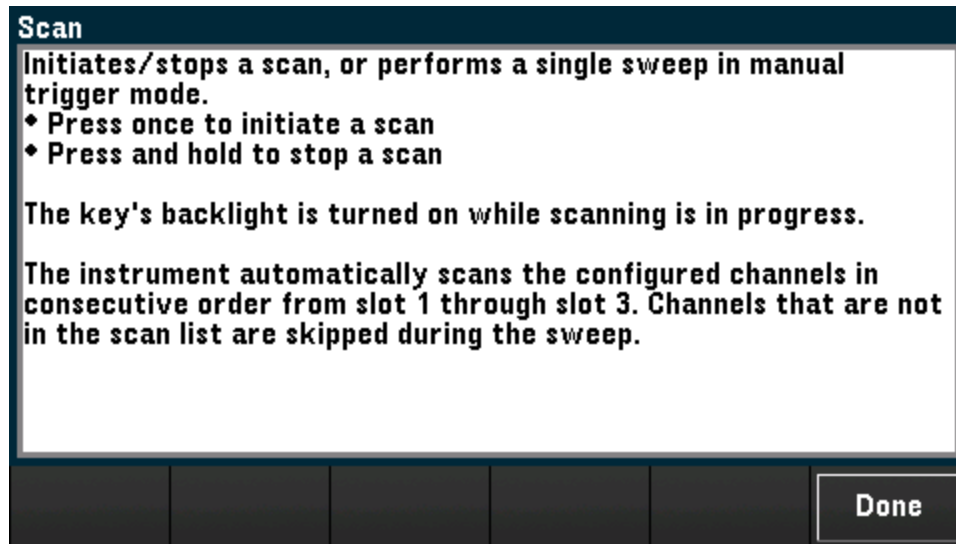 Scan
Initiates/stops a scan, or performs a single sweep in manual
trigger mode.
• Press once to initiate a scan
• Press and hold to stop a scan
The key's backlight is turned on while scanning is in progress.
The instrument automatically scans the configured channels in
consecutive order from slot 1 through slot 3. Channels that are not
in the scan list are skipped during the sweep.
Done